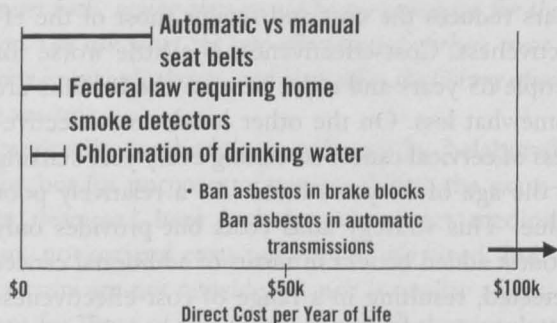 Automatic vs manual
seat belts
Federal law requiring home
smoke detectors
Chlorination of drinking water
Ban asbestos in brake blocks
Ban asbestos in automatic
transmissions
$0 $50k $100k
Direct Cost per Year of Life